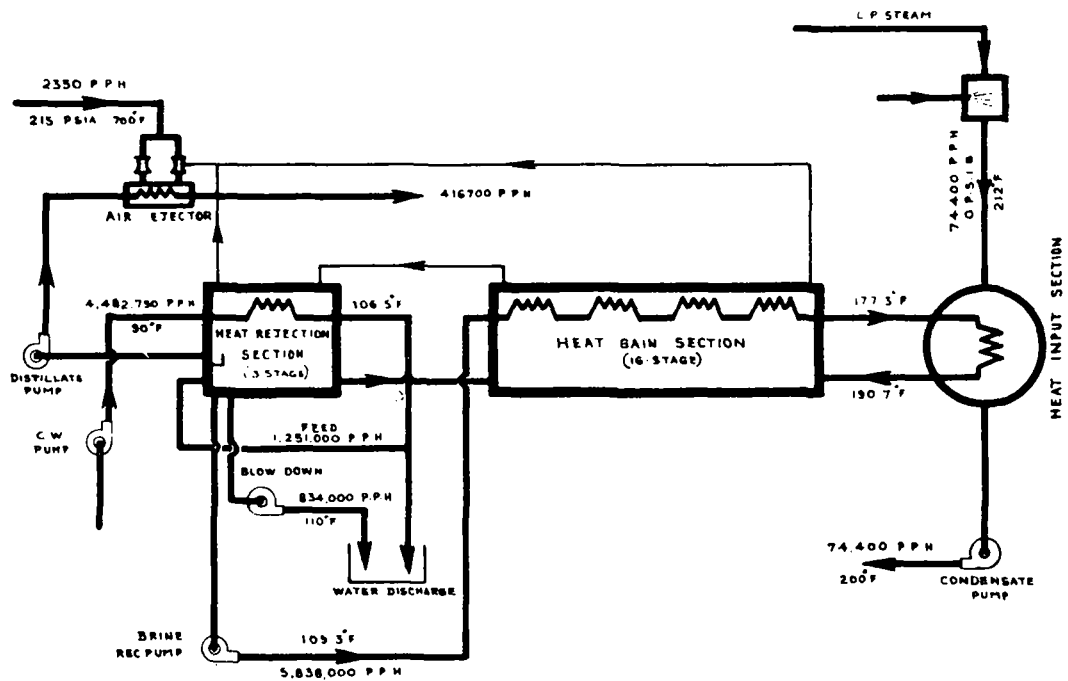 L P STEAM
2350 P P H
215 PSIA 700°F
416700 P P H
AIR EJECTOR
74,400 P P H
O P.S.I.G
212°F
4,482,750 P P H
90°F
106 5°F
177 3°F
HEAT REJECTION
SECTION
(3 STAGE)
HEAT GAIN SECTION
(16-STAGE)
HEAT INPUT SECTION
DISTILLATE
PUMP
190 7°F
C.W
PUMP
FEED
1,251,000 P P H
BLOW DOWN
834,000 P.P.H
110°F
WATER DISCHARGE
74,400 P P H
200°F
CONDENSATE
PUMP
BRINE
REC PUMP
109 3°F
5,838,000 P P H